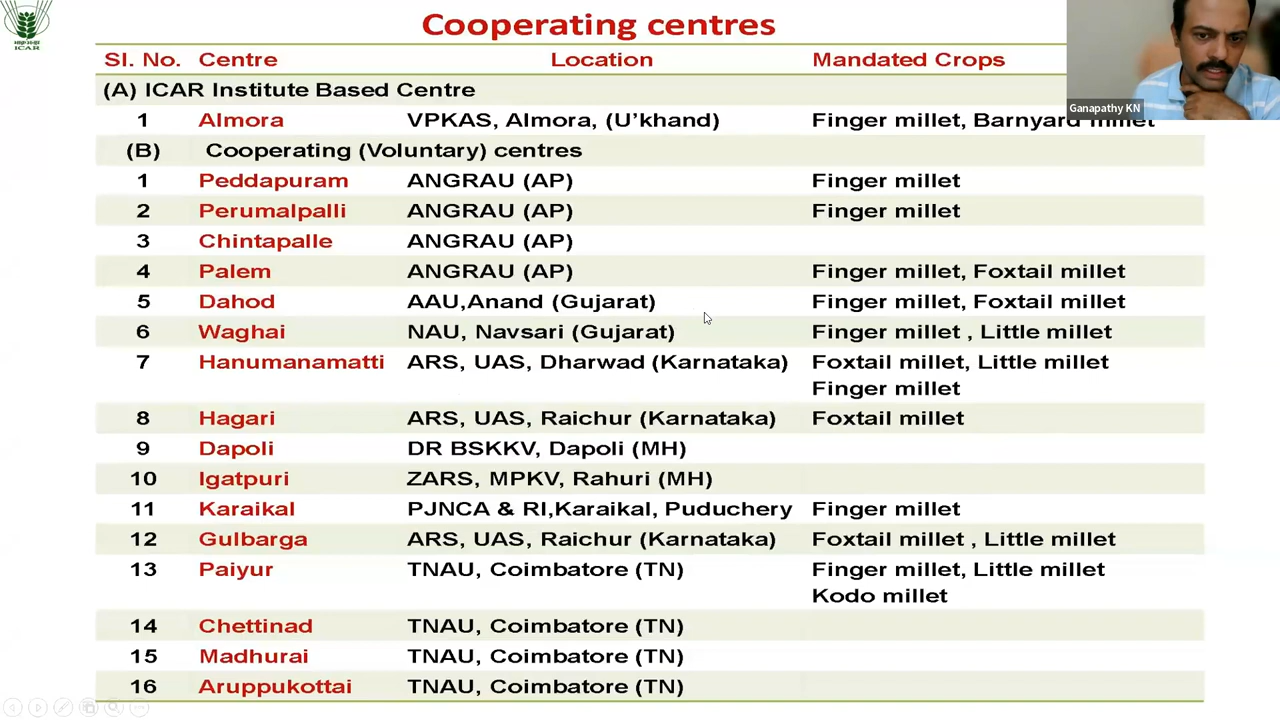 Cooperating centres
Sl. No. Centre Location Mandated Crops
(A) ICAR Institute Based Centre
1 Almora VPKAS, Almora, (U'khand) Finger millet, Barnyard millet
(B) Cooperating (Voluntary) centres
1 Peddapuram ANGRAU (AP) Finger millet
2 Perumalpalli ANGRAU (AP) Finger millet
3 Chintapalle ANGRAU (AP)
4 Palem ANGRAU (AP) Finger millet, Foxtail millet
5 Dahod AAU,Anand (Gujarat) Finger millet, Foxtail millet
6 Waghai NAU, Navsari (Gujarat) Finger millet , Little millet
7 Hanumanamatti ARS, UAS, Dharwad (Karnataka) Foxtail millet, Little millet
Finger millet
8 Hagari ARS, UAS, Raichur (Karnataka) Foxtail millet
9 Dapoli DR BSKKV, Dapoli (MH)
10 Igatpuri ZARS, MPKV, Rahuri (MH)
11 Karaikal PJNCA & RI,Karaikal, Puduchery Finger millet
12 Gulbarga ARS, UAS, Raichur (Karnataka) Foxtail millet , Little millet
13 Paiyur TNAU, Coimbatore (TN) Finger millet, Little millet
Kodo millet
14 Chettinad TNAU, Coimbatore (TN)
15 Madhurai TNAU, Coimbatore (TN)
16 Aruppukottai TNAU, Coimbatore (TN)
ICAR
Ganapathy KN